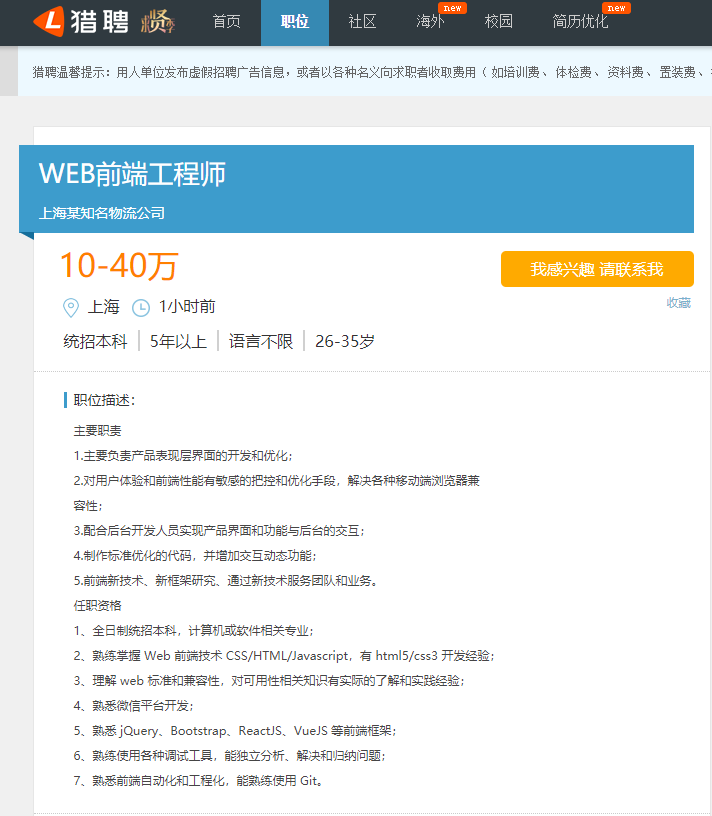 猎聘
首页
职位
社区
海外
new
校园
简历优化
new
猎聘温馨提示：用人单位发布虚假招聘广告信息，或者以各种名义向求职者收取费用（ 如培训费、 体检费、 资料费、 置装费、
WEB前端工程师
上海某知名物流公司
10-40万
我感兴趣 请联系我
上海
1小时前
收藏
统招本科 5年以上 语言不限 26-35岁
职位描述：
主要职责
1.主要负责产品表现层界面的开发和优化；
2.对用户体验和前端性能有敏感的把控和优化手段，解决各种移动端浏览器兼
容性；
3.配合后台开发人员实现产品界面和功能与后台的交互；
4.制作标准优化的代码，并增加交互动态功能；
5.前端新技术、新框架研究、通过新技术服务团队和业务。
任职资格
1、全日制统招本科，计算机或软件相关专业；
2、熟练掌握 Web 前端技术 CSS/HTML/Javascript，有 html5/css3 开发经验；
3、理解 web 标准和兼容性，对可用性相关知识有实际的了解和实践经验；
4、熟悉微信平台开发；
5、熟悉 jQuery、Bootstrap、ReactJS、VueJS 等前端框架；
6、熟练使用各种调试工具，能独立分析、解决和归纳问题；
7、熟悉前端自动化和工程化，能熟练使用 Git。